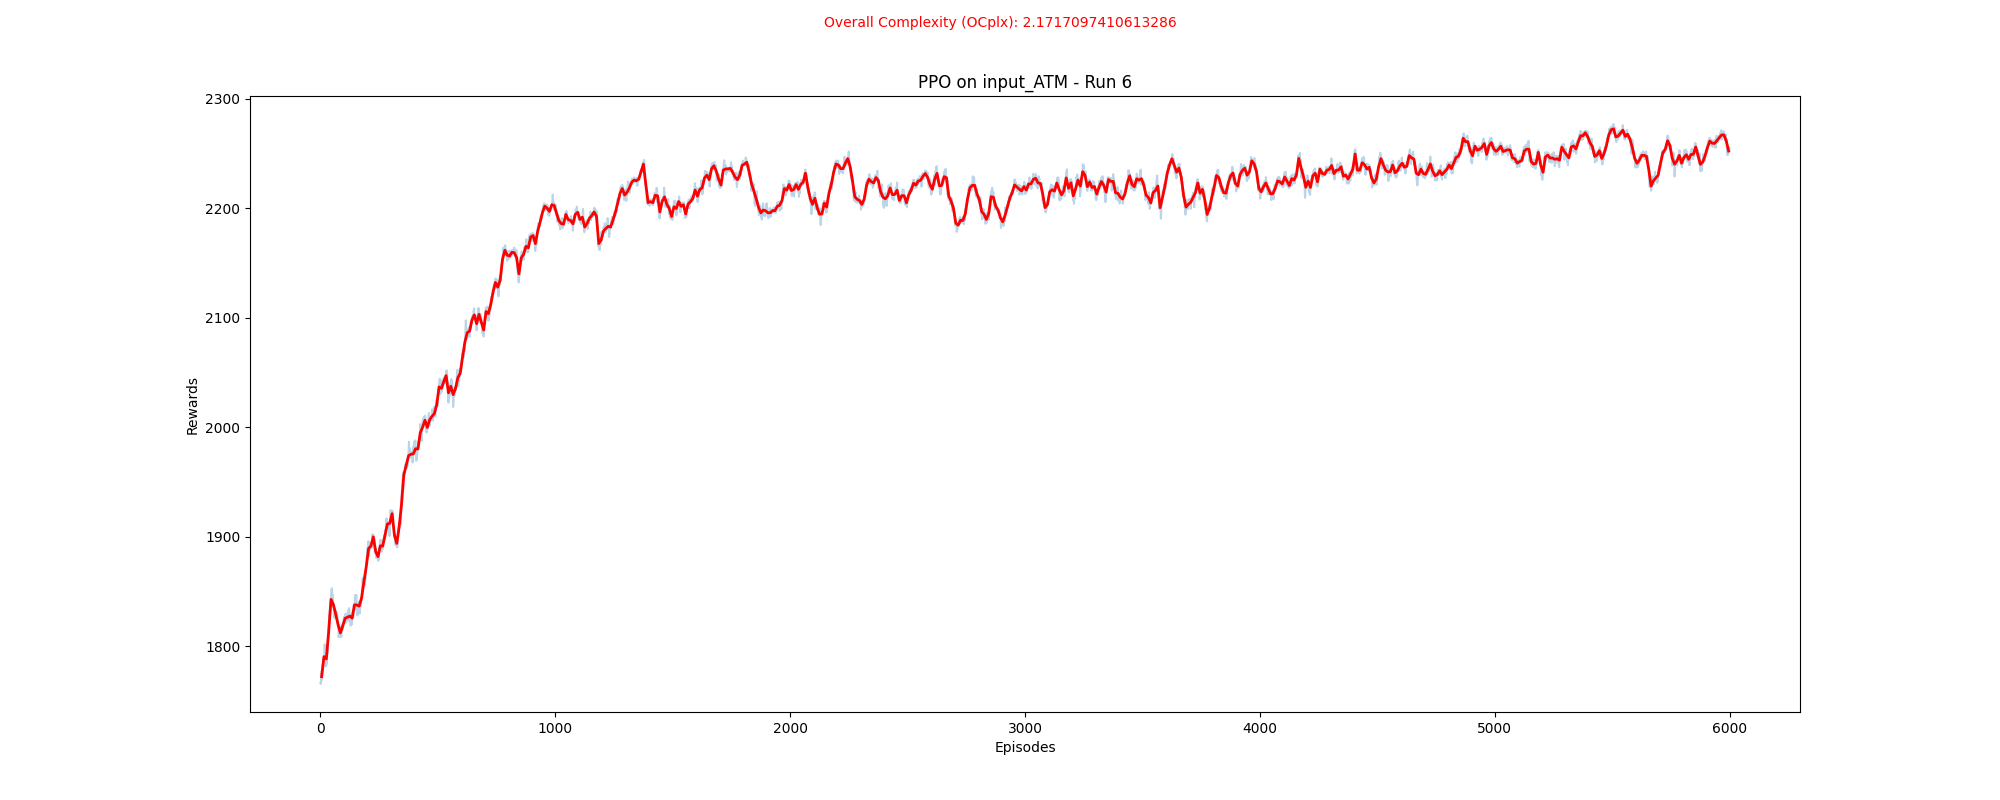 Overall Complexity (OCplx): 2.1717097410613286
PPO on input_ATM - Run 6
2300
2200
2100
2000
1900
1800
Rewards
0 1000 2000 3000 4000 5000 6000
Episodes